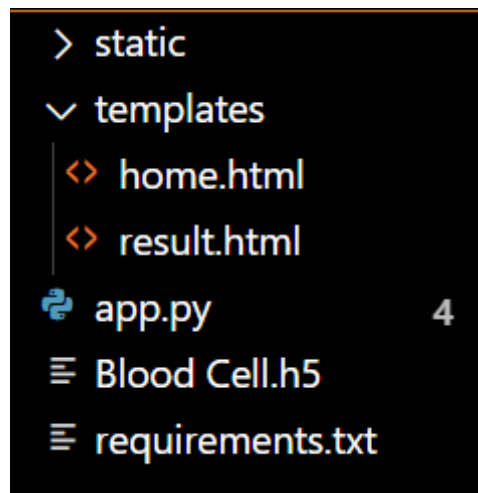 static
templates
home.html
result.html
app.py 4
Blood Cell.h5
requirements.txt